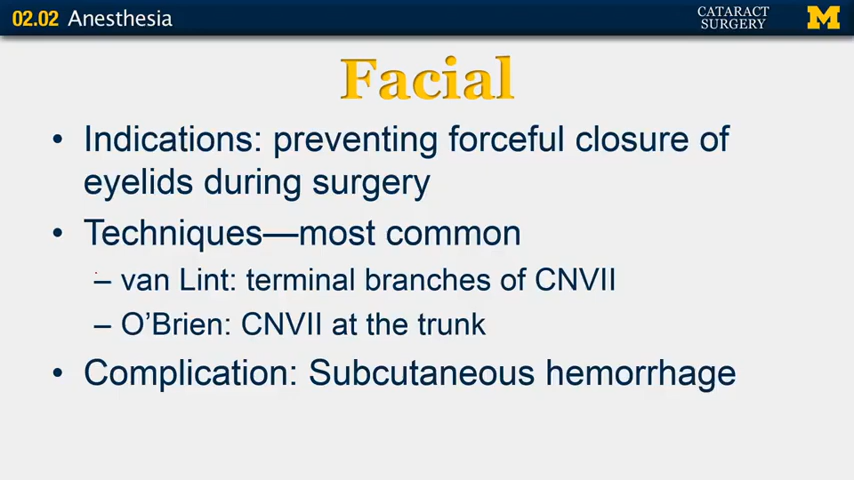 02.02 Anesthesia
CATARACT
SURGERY
M
Facial
• Indications: preventing forceful closure of
eyelids during surgery
• Techniques—most common
– van Lint: terminal branches of CNVII
– O'Brien: CNVII at the trunk
• Complication: Subcutaneous hemorrhage